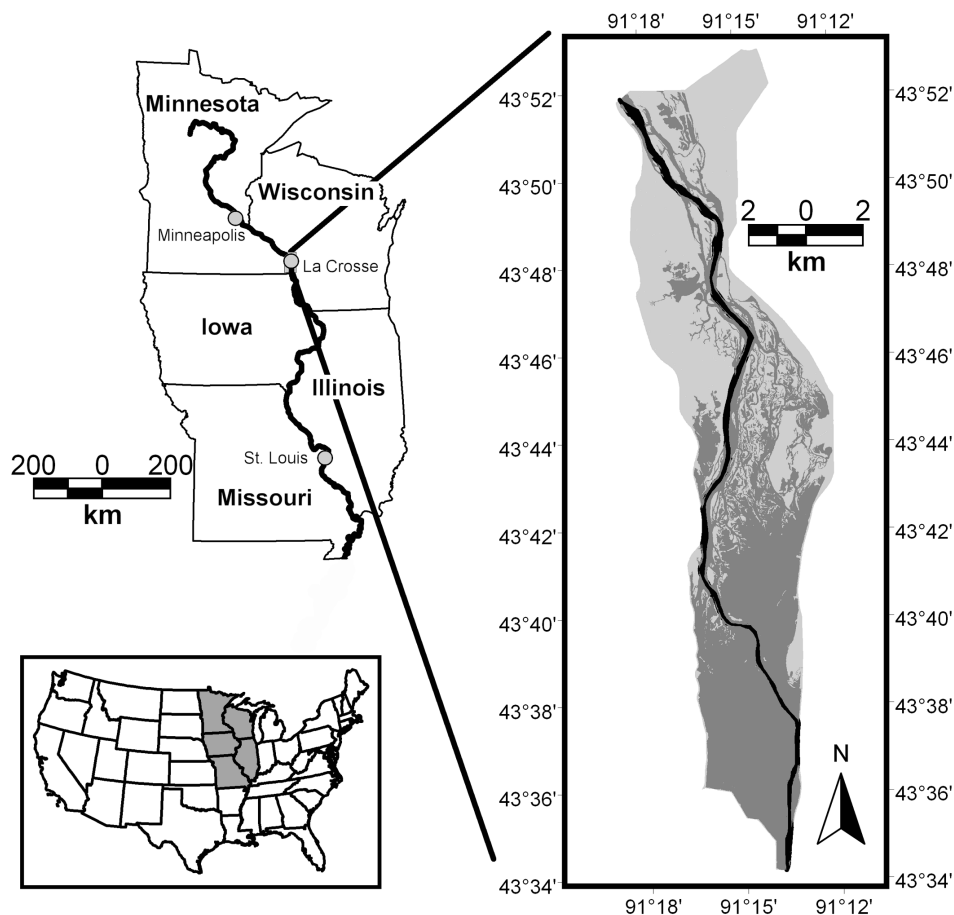 Minnesota
Wisconsin
Minneapolis
La Crosse
Iowa
Illinois
St. Louis
Missouri
200 0 200
km
91°18' 91°15' 91°12'
43°52' 43°52'
43°50' 43°50'
2 0 2
km
43°48' 43°48'
43°46' 43°46'
43°44' 43°44'
43°42' 43°42'
43°40' 43°40'
43°38' 43°38'
N
43°36' 43°36'
43°34' 43°34'
91°18' 91°15' 91°12'